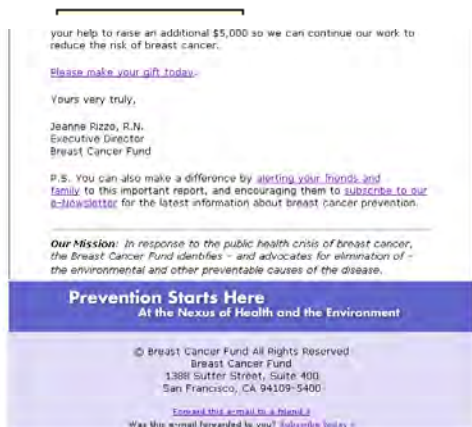 your help to raise an additional $5,000 so we can continue our work to
reduce the risk of breast cancer.
Please make your gift today.
Yours very truly,
Jeanne Rizzo, R.N.
Executive Director
Breast Cancer Fund
P.S. You can also make a difference by alerting your friends and
family to this important report, and encouraging them to subscribe to our
e-Newsletter for the latest information about breast cancer prevention.
Our Mission: In response to the public health crisis of breast cancer,
the Breast Cancer Fund identifies – and advocates for elimination of –
the environmental and other preventable causes of the disease.
Prevention Starts Here
At the Nexus of Health and the Environment
© Breast Cancer Fund All Rights Reserved
Breast Cancer Fund
1388 Sutter Street, Suite 400
San Francisco, CA 94109-5400
Forward this e-mail to a friend »
Was this e-mail forwarded to you? Subscribe today »